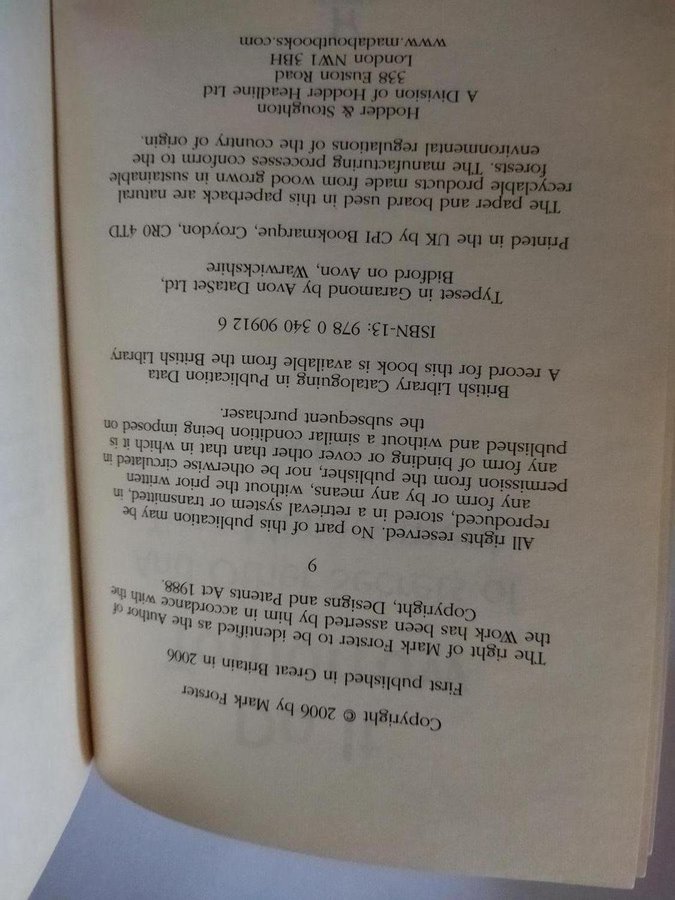 Copyright © 2006 by Mark Forster
First published in Great Britain in 2006
The right of Mark Forster to be identified as the Author of
the Work has been asserted by him in accordance with the
Copyright, Designs and Patents Act 1988.
9
All rights reserved. No part of this publication may be
reproduced, stored in a retrieval system or transmitted, in
any form or by any means, without the prior written
permission from the publisher, nor be otherwise circulated in
any form of binding or cover other than that in which it is
published and without a similar condition being imposed on
the subsequent purchaser.
British Library Cataloguing in Publication Data
A record for this book is available from the British Library
ISBN-13: 978 0 340 90912 6
Typeset in Garamond by Avon DataSet Ltd,
Bidford on Avon, Warwickshire
Printed in the UK by CPI Bookmarque, Croydon, CR0 4TD
The paper and board used in this paperback are natural
recyclable products made from wood grown in sustainable
forests. The manufacturing processes conform to the
environmental regulations of the country of origin.
Hodder & Stoughton
A Division of Hodder Headline Ltd
338 Euston Road
London NW1 3BH
www.madaboutbooks.com